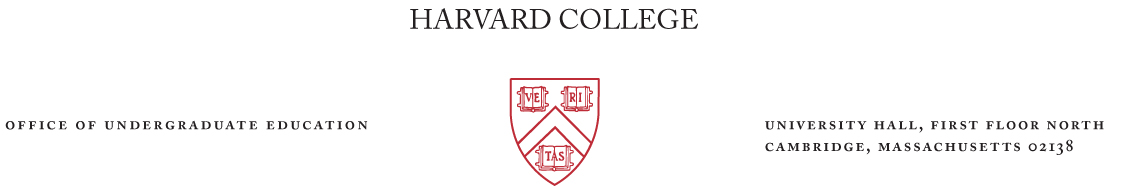 HARVARD COLLEGE
VE RI
TAS
OFFICE OF UNDERGRADUATE EDUCATION
UNIVERSITY HALL, FIRST FLOOR NORTH
CAMBRIDGE, MASSACHUSETTS 02138